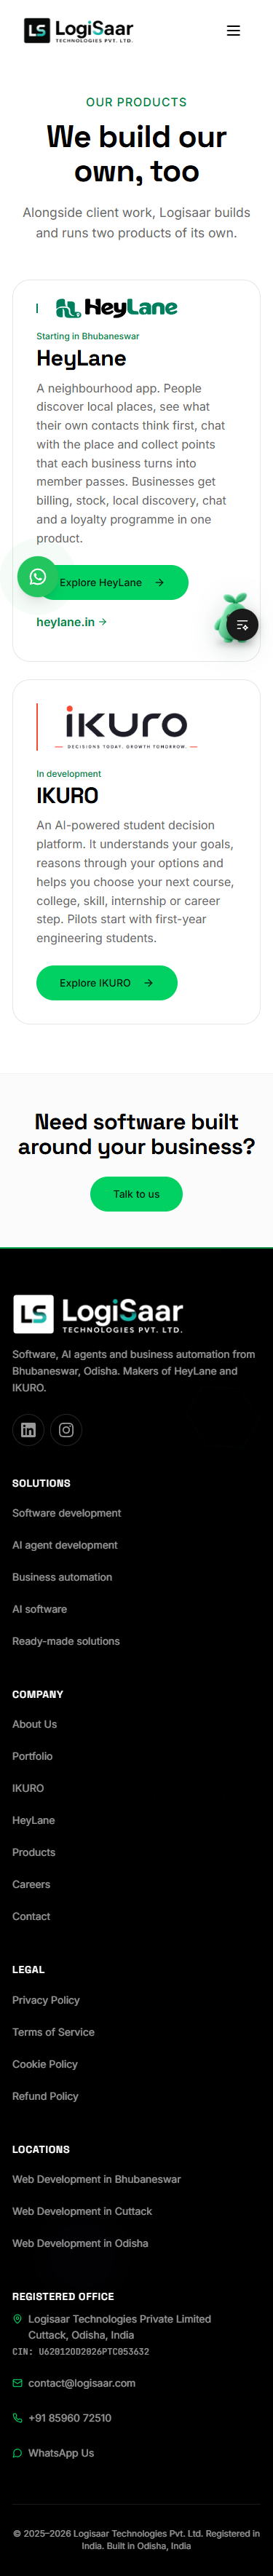 LS LogiSaar
TECHNOLOGIES PVT. LTD.
OUR PRODUCTS
We build our
own, too
Alongside client work, Logisaar builds
and runs two products of its own.
HeyLane
Starting in Bhubaneswar
HeyLane
A neighbourhood app. People
discover local places, see what
their own contacts think first, chat
with the place and collect points
that each business turns into
member passes. Businesses get
billing, stock, local discovery, chat
and a loyalty programme in one
product.
Explore HeyLane →
heylane.in →
ikuro
— DECISIONS TODAY. GROWTH TOMORROW. —
In development
IKURO
An AI-powered student decision
platform. It understands your goals,
reasons through your options and
helps you choose your next course,
college, skill, internship or career
step. Pilots start with first-year
engineering students.
Explore IKURO →
Need software built
around your business?
Talk to us
LS LogiSaar
TECHNOLOGIES PVT. LTD.
Software, AI agents and business automation from
Bhubaneswar, Odisha. Makers of HeyLane and
IKURO.
SOLUTIONS
Software development
AI agent development
Business automation
AI software
Ready-made solutions
COMPANY
About Us
Portfolio
IKURO
HeyLane
Products
Careers
Contact
LEGAL
Privacy Policy
Terms of Service
Cookie Policy
Refund Policy
LOCATIONS
Web Development in Bhubaneswar
Web Development in Cuttack
Web Development in Odisha
REGISTERED OFFICE
Logisaar Technologies Private Limited
Cuttack, Odisha, India
CIN: U62012OD2026PTC053632
contact@logisaar.com
+91 85960 72510
WhatsApp Us
© 2025–2026 Logisaar Technologies Pvt. Ltd. Registered in
India. Built in Odisha, India